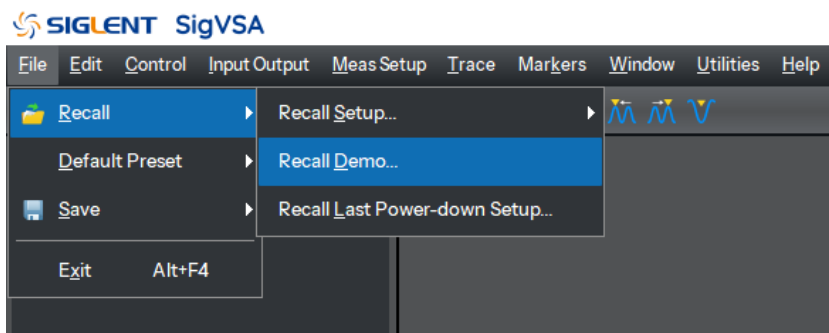 SIGLENT SigVSA
File Edit Control Input Output Meas Setup Trace Markers Window Utilities Help
Recall Recall Setup...
Default Preset Recall Demo...
Save Recall Last Power-down Setup...
Exit Alt+F4